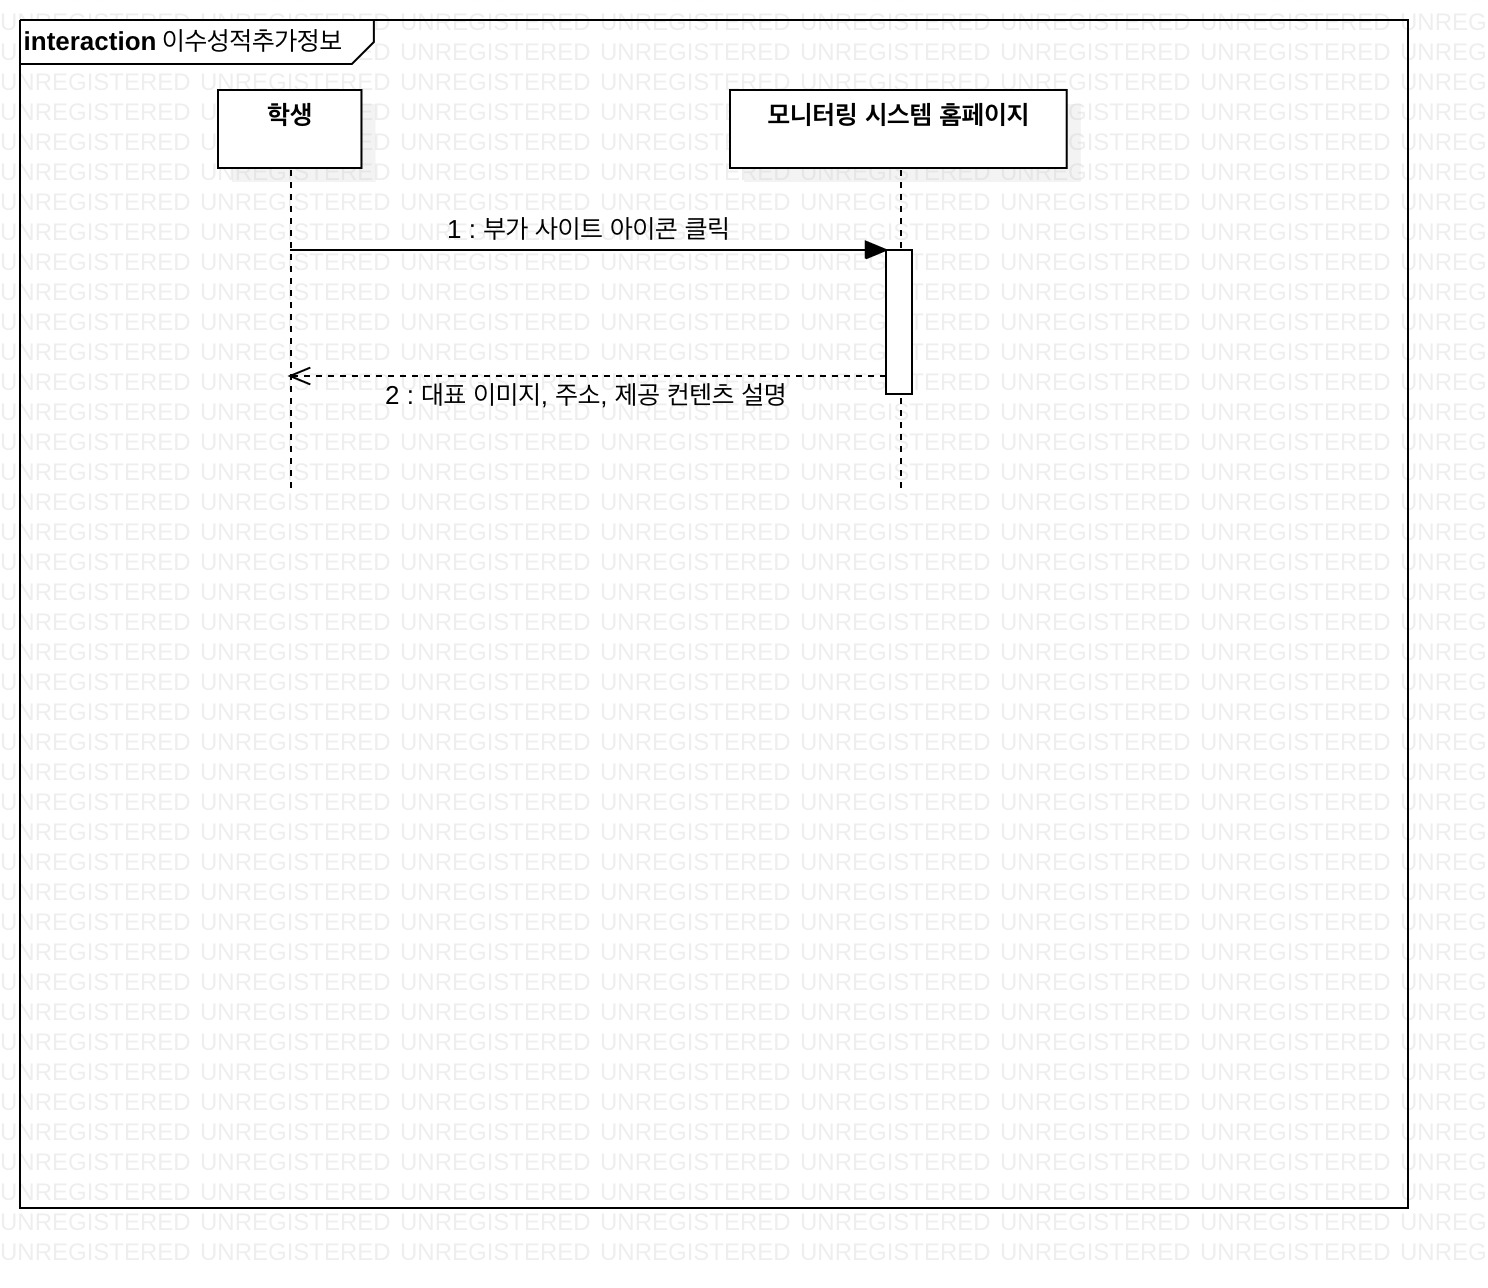 interaction 이수성적추가정보
학생
모니터링 시스템 홈페이지
1 : 부가 사이트 아이콘 클릭
2 : 대표 이미지, 주소, 제공 컨텐츠 설명
UNREGISTERED